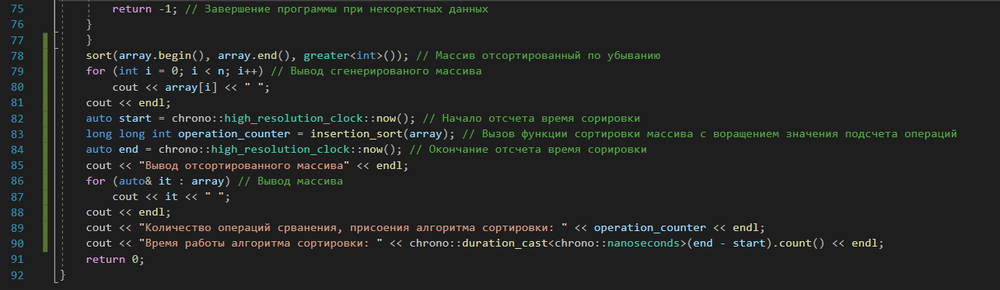 75 return -1; // Завершение программы при некоректных данных
76 }
77 }
78 sort(array.begin(), array.end(), greater<int>()); // Массив отсортированный по убыванию
79 for (int i = 0; i < n; i++) // Вывод сгенерированого массива
80 cout << array[i] << " ";
81 cout << endl;
82 auto start = chrono::high_resolution_clock::now(); // Начало отсчета время сорировки
83 long long int operation_counter = insertion_sort(array); // Вызов функции сортировки массива с воращением значения подсчета операций
84 auto end = chrono::high_resolution_clock::now(); // Окончание отсчета время сорировки
85 cout << "Вывод отсортированного массива" << endl;
86 for (auto& it : array) // Вывод массива
87 cout << it << " ";
88 cout << endl;
89 cout << "Количество операций срванения, присоения алгоритма сортировки: " << operation_counter << endl;
90 cout << "Время работы алгоритма сортировки: " << chrono::duration_cast<chrono::nanoseconds>(end - start).count() << endl;
91 return 0;
92 }